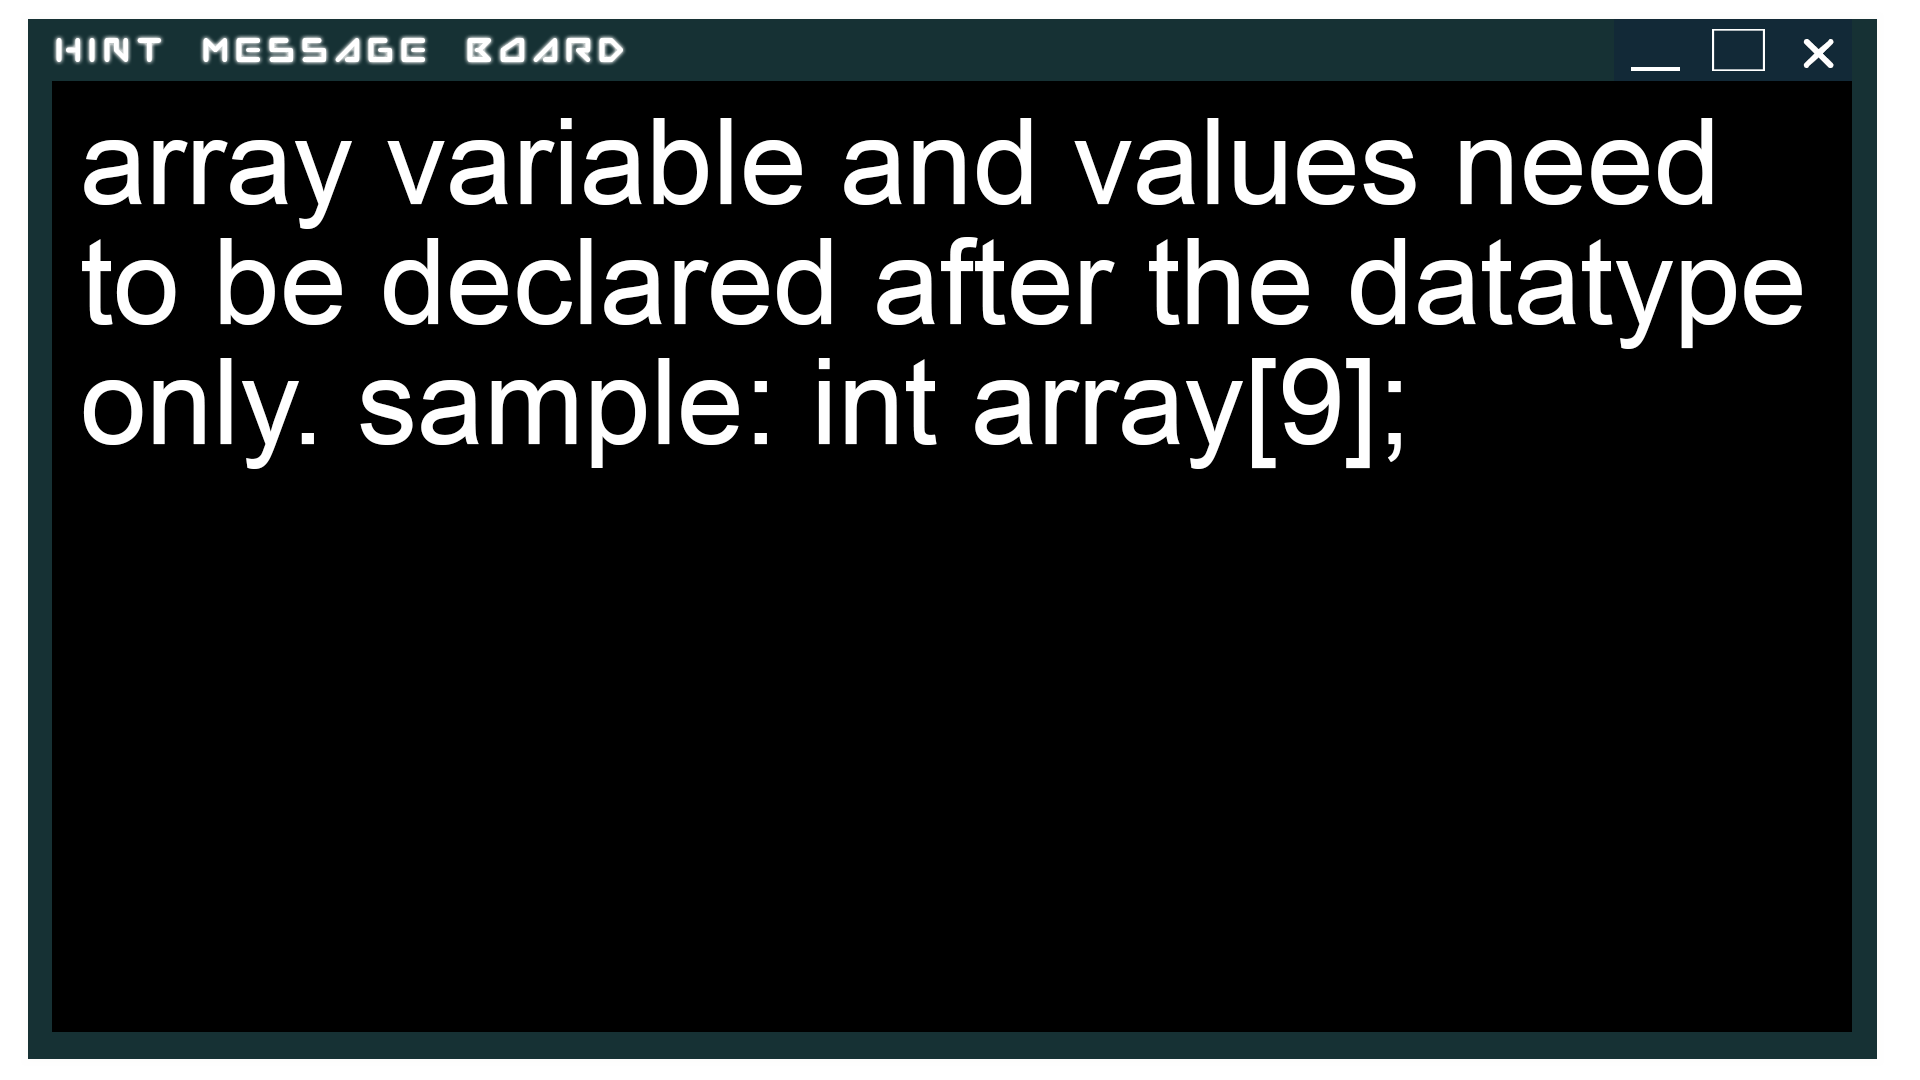 HINT MESSAGE BOARD
array variable and values need
to be declared after the datatype
only. sample: int array[9];